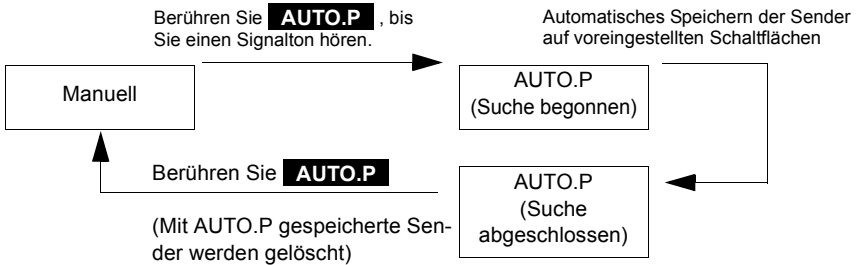 Berühren Sie AUTO.P , bis
Sie einen Signalton hören.
Automatisches Speichern der Sender
auf voreingestellten Schaltflächen
Manuell
AUTO.P
(Suche begonnen)
Berühren Sie AUTO.P
(Mit AUTO.P gespeicherte Sen-
der werden gelöscht)
AUTO.P
(Suche
abgeschlossen)